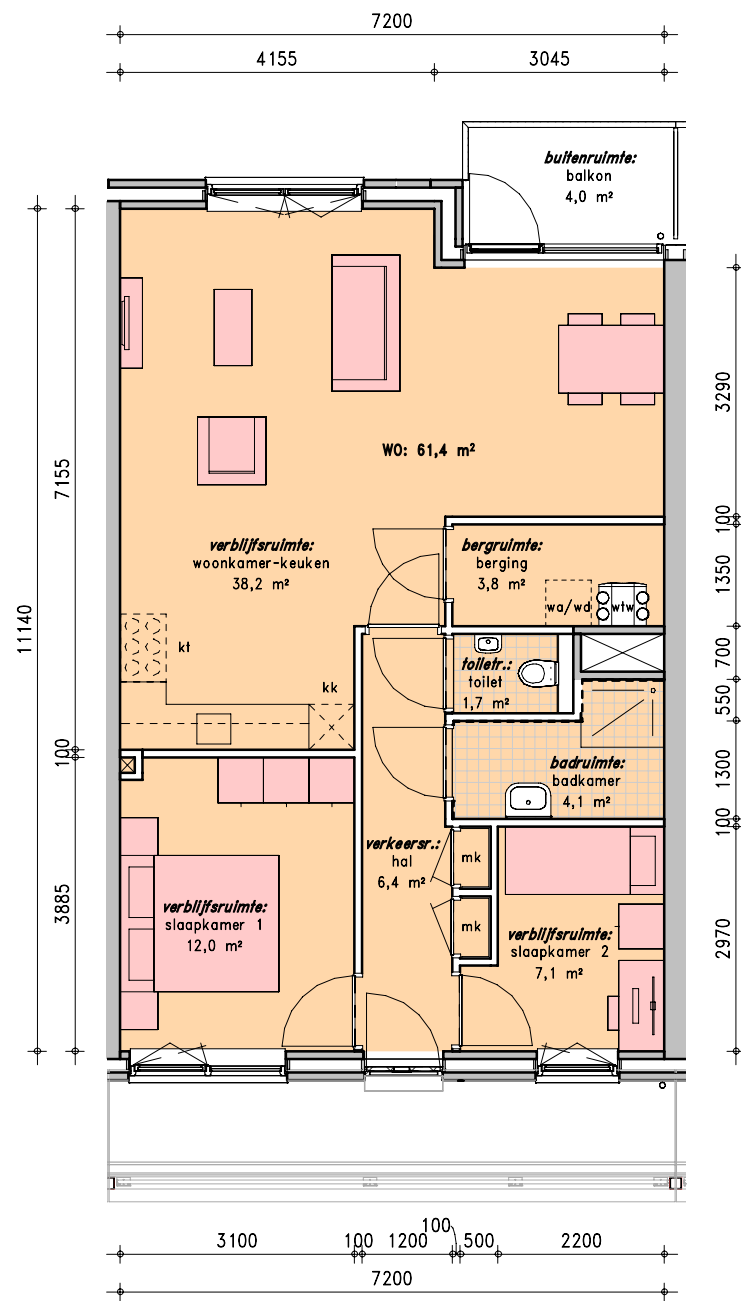 7200
4155 3045
buitenruimte:
balkon
4,0 m²
WO: 61,4 m²
verblijfsruimte:
woonkamer-keuken
38,2 m²
bergruimte:
berging
3,8 m²
wa/wd
wtw
kt
kk
toiletr.:
toilet
1,7 m²
badruimte:
badkamer
4,1 m²
verkeersr.:
hal
6,4 m²
mk
mk
verblijfsruimte:
slaapkamer 1
12,0 m²
verblijfsruimte:
slaapkamer 2
7,1 m²
11140
7155
100
3885
3290
100
1350
700
550
1300
100
2970
3100 100 1200 100 500 2200
7200